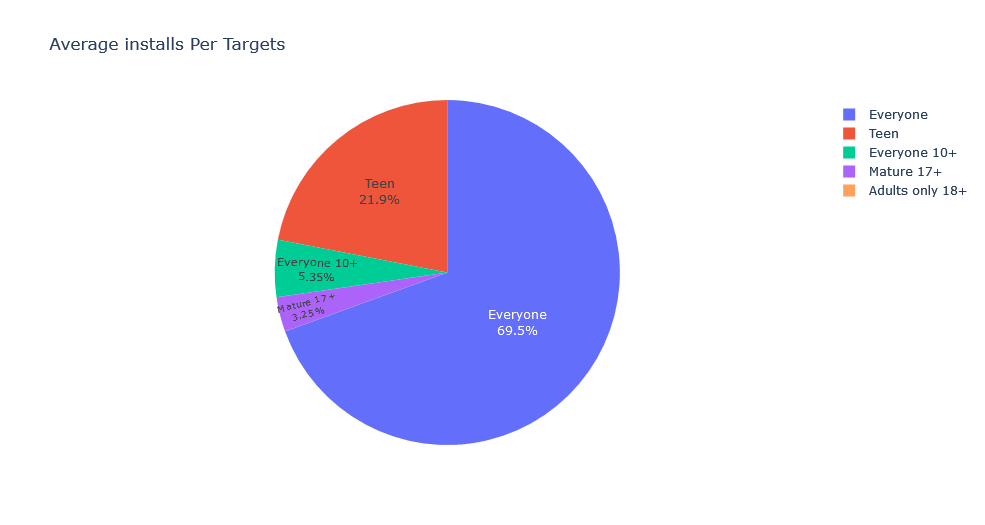 Average installs Per Targets
Everyone
Teen
Everyone 10+
Mature 17+
Adults only 18+
Teen
21.9%
Everyone 10+
5.35%
Mature 17+
3.25%
Everyone
69.5%